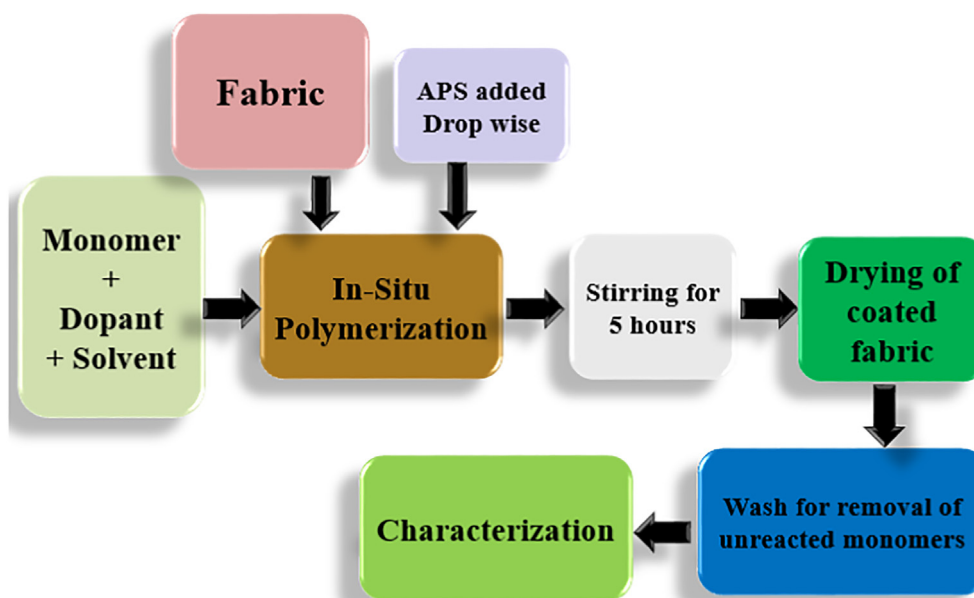 Fabric
APS added
Drop wise
Monomer
+
Dopant
+ Solvent
In-Situ
Polymerization
Stirring for
5 hours
Drying of
coated
fabric
Wash for removal of
unreacted monomers
Characterization